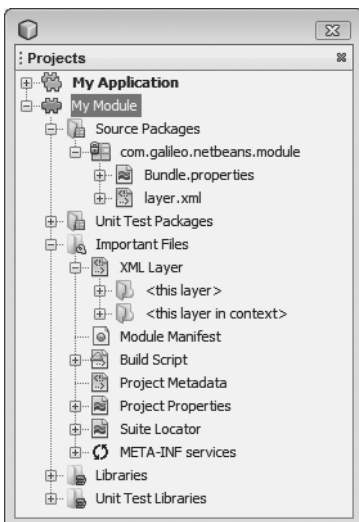 Projects
My Application
My Module
Source Packages
com.galileo.netbeans.module
Bundle.properties
layer.xml
Unit Test Packages
Important Files
XML Layer
<this layer>
<this layer in context>
Module Manifest
Build Script
Project Metadata
Project Properties
Suite Locator
META-INF services
Libraries
Unit Test Libraries